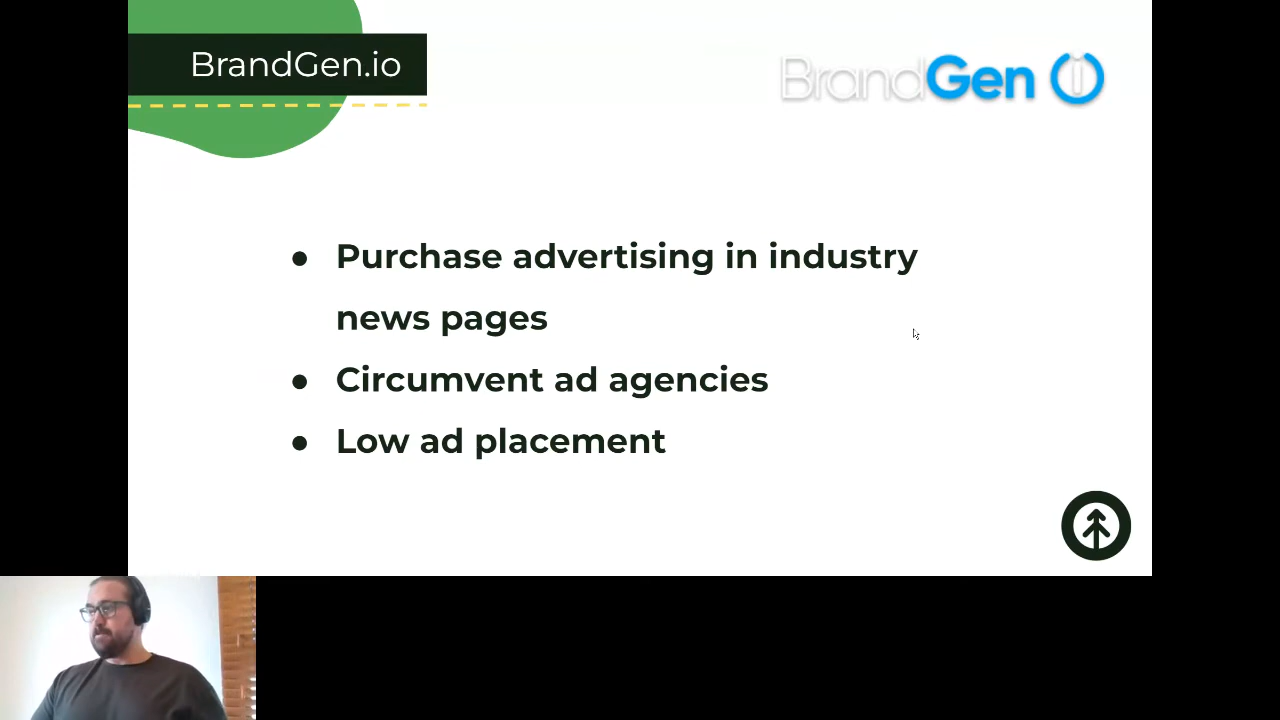 BrandGen.io
BrandGen
● Purchase advertising in industry
news pages
● Circumvent ad agencies
● Low ad placement